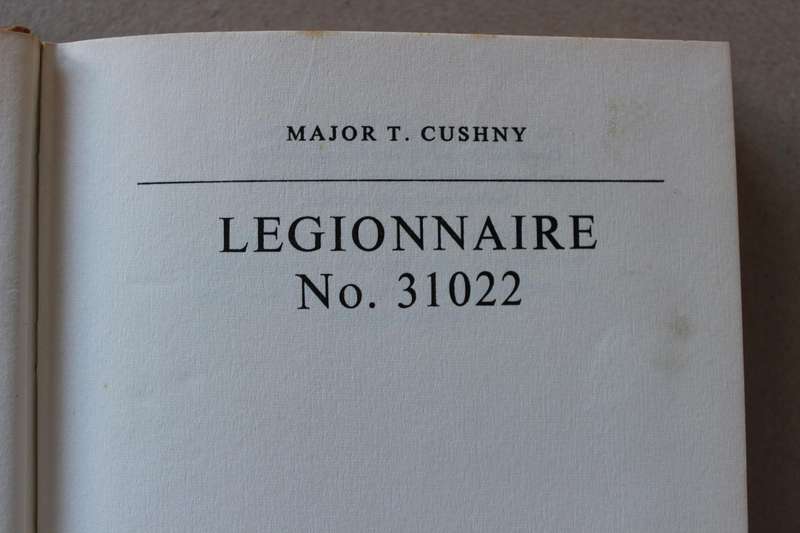 MAJOR T. CUSHNY
LEGIONNAIRE
No. 31022